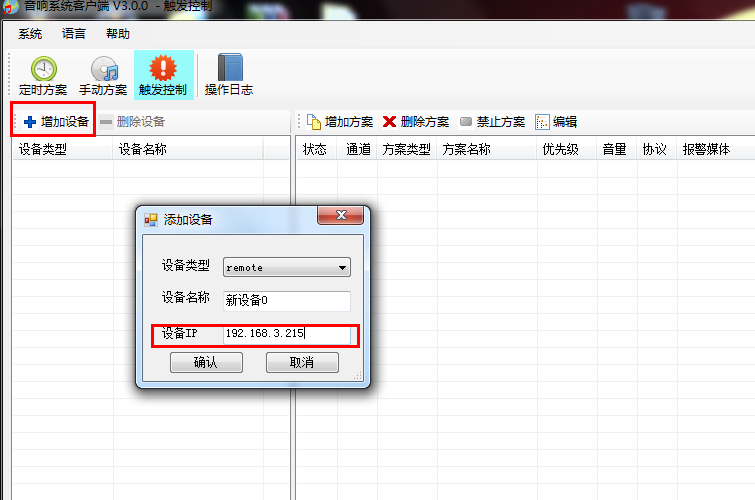 音响系统客户端 V3.0.0 - 触发控制
系统 语言 帮助
定时方案 手动方案 触发控制 操作日志
增加设备 删除设备 增加方案 删除方案 禁止方案 编辑
设备类型 设备名称 状态 通道 方案类型 方案名称 优先级 音量 协议 报警媒体
添加设备
设备类型 remote
设备名称 新设备0
设备IP 192.168.3.215
确认 取消